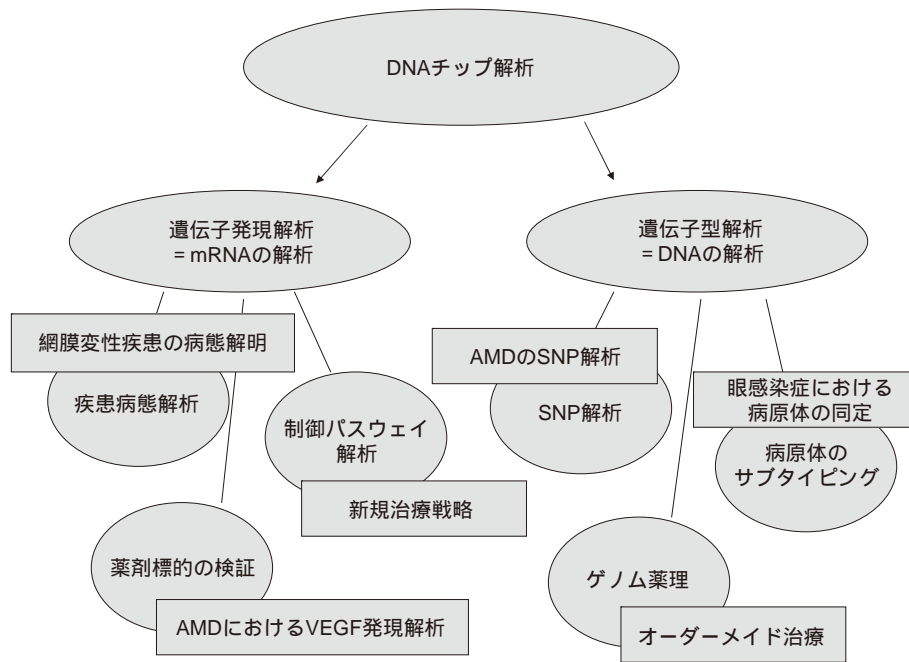 DNAチップ解析
遺伝子発現解析
= mRNAの解析
遺伝子型解析
= DNAの解析
網膜変性疾患の病態解明
疾患病態解析
制御パスウェイ
解析
新規治療戦略
薬剤標的の検証
AMDにおけるVEGF発現解析
AMDのSNP解析
SNP解析
眼感染症における
病原体の同定
病原体の
サブタイピング
ゲノム薬理
オーダーメイド治療